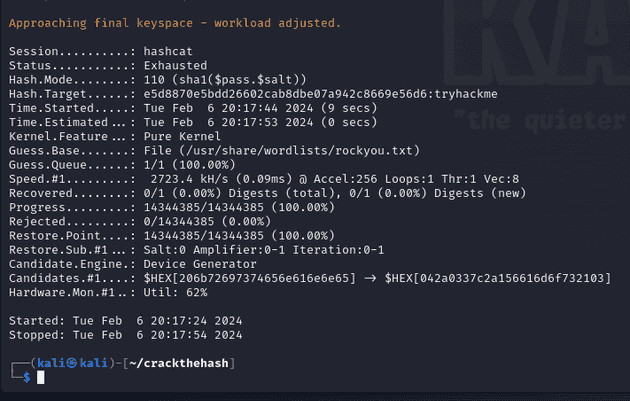 KA
"the quieter
Approaching final keyspace - workload adjusted.
Session..........: hashcat
Status...........: Exhausted
Hash.Mode........: 110 (sha1($pass.$salt))
Hash.Target......: e5d8870e5bdd26602cab8dbe07a942c8669e56d6:tryhackme
Time.Started.....: Tue Feb  6 20:17:44 2024 (9 secs)
Time.Estimated...: Tue Feb  6 20:17:53 2024 (0 secs)
Kernel.Feature...: Pure Kernel
Guess.Base.......: File (/usr/share/wordlists/rockyou.txt)
Guess.Queue......: 1/1 (100.00%)
Speed.#1.........:  2723.4 kH/s (0.09ms) @ Accel:256 Loops:1 Thr:1 Vec:8
Recovered........: 0/1 (0.00%) Digests (total), 0/1 (0.00%) Digests (new)
Progress.........: 14344385/14344385 (100.00%)
Rejected.........: 0/14344385 (0.00%)
Restore.Point....: 14344385/14344385 (100.00%)
Restore.Sub.#1...: Salt:0 Amplifier:0-1 Iteration:0-1
Candidate.Engine.: Device Generator
Candidates.#1....: $HEX[206b72697374656e616e6e65] -> $HEX[042a0337c2a156616d6f732103]
Hardware.Mon.#1..: Util: 62%
Started: Tue Feb  6 20:17:24 2024
Stopped: Tue Feb  6 20:17:54 2024
┌──(kali㉿kali)-[~/crackthehash]
└─$